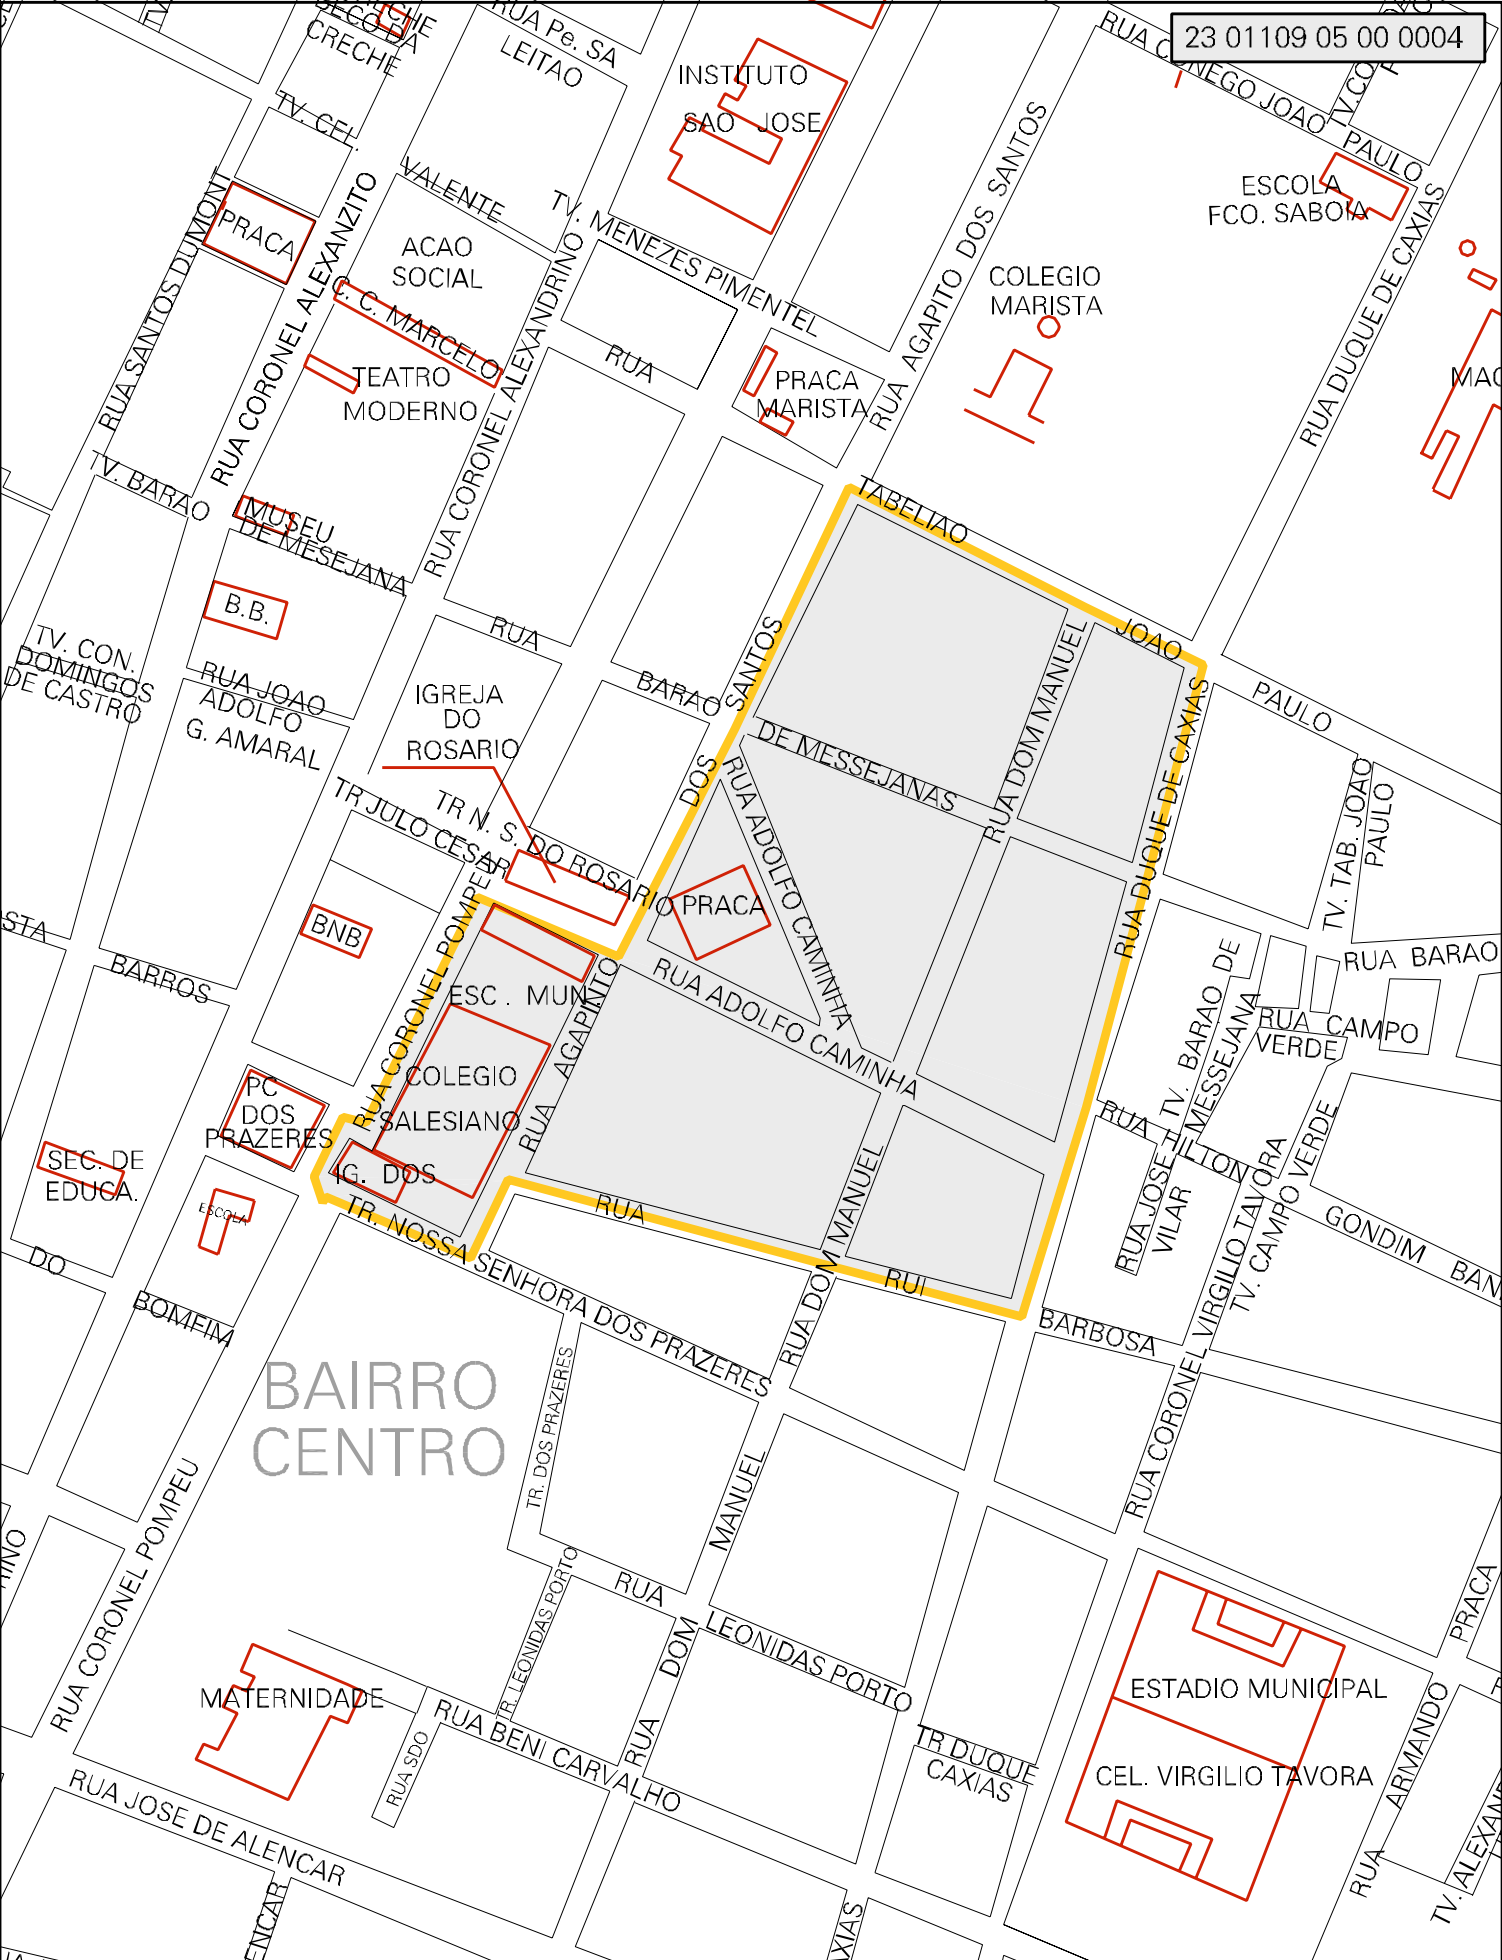 23 01109 05 00 0004
CRECHE
BECO DA
CRECHE
RUA Pe. SA
LEITAO
INSTITUTO
SAO JOSE
RUA CONEGO JOAO
PAULO
TV. CEL.
VALENTE
PRACA
ACAO
SOCIAL
TV. MENEZES PIMENTEL
ESCOLA
FCO. SABOIA
COLEGIO
MARISTA
RUA SANTOS DUMONT
RUA CORONEL ALEXANZITO
C. C. MARCELO
TEATRO
MODERNO
RUA CORONEL ALEXANDRINO
RUA
PRACA
MARISTA
RUA AGAPITO DOS SANTOS
RUA DUQUE DE CAXIAS
TV. BARAO
MUSEU
DE MESEJANA
TABELIAO
JOAO
PAULO
B.B.
RUA
BARAO
DE MESSEJANAS
DOS
SANTOS
RUA DOM MANUEL
TV. CON.
DOMINGOS
DE CASTRO
RUA JOAO
ADOLFO
G. AMARAL
IGREJA
DO
ROSARIO
TR JULO CESAR
TR N. S. DO ROSARIO
RUA DUQUE DE CAXIAS
TV. TAB. JOAO
PAULO
RUA ADOLFO CAMINHA
PRACA
RUA ADOLFO CAMINHA
BNB
STA
BARROS
RUA CORONEL POMPEU
ESC. MUN.
COLEGIO
SALESIANO
RUA AGAPINTO
RUA BARAO
RUA CAMPO
VERDE
TV. BARAO DE
MESSEJANA
PC
DOS
PRAZERES
SEC. DE
EDUCA.
ESCOLA
IG. DOS
TR. NOSSA SENHORA DOS PRAZERES
RUA
RUI
BARBOSA
RUA DOM MANUEL
RUA HILTON
GONDIM
RUA JOSE
VILAR
RUA CORONEL VIRGILIO TAVORA
TV. CAMPO VERDE
DO
BOMFIM
BAIRRO
CENTRO
TR. DOS PRAZERES
RUA CORONEL POMPEU
MANUEL
DOM
RUA
TR. LEONIDAS PORTO
RUA
LEONIDAS PORTO
MATERNIDADE
RUA SDO
RUA BENI CARVALHO
TR DUQUE
CAXIAS
ESTADIO MUNICIPAL
CEL. VIRGILIO TAVORA
PRACA
RUA ARMANDO
RUA JOSE DE ALENCAR